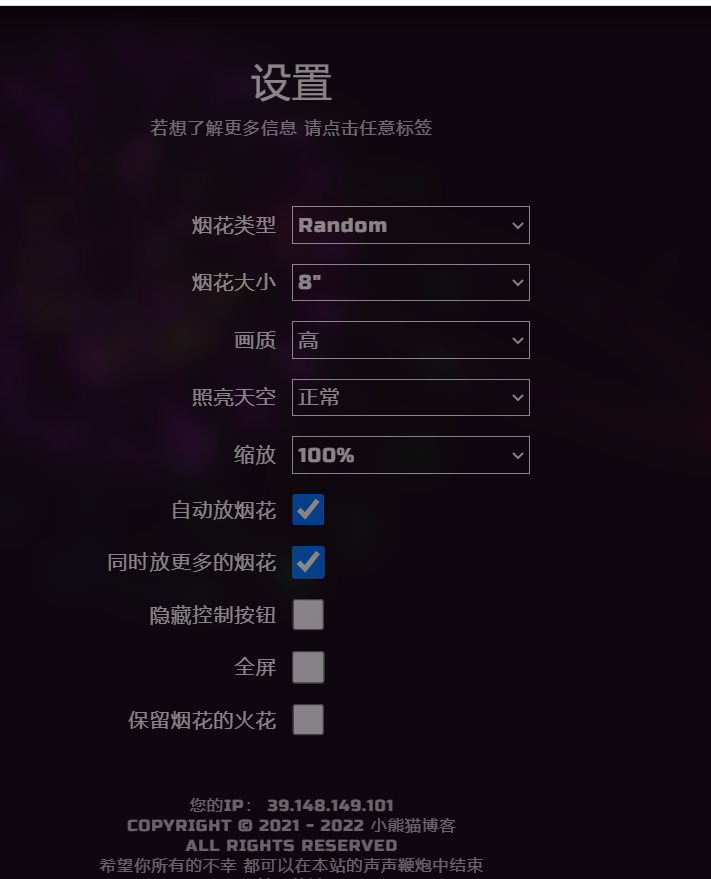 设置
若想了解更多信息 请点击任意标签
烟花类型 Random
烟花大小 8"
画质 高
照亮天空 正常
缩放 100%
自动放烟花
同时放更多的烟花
隐藏控制按钮
全屏
保留烟花的火花
您的IP: 39.148.149.101
COPYRIGHT © 2021 - 2022 小熊猫博客
ALL RIGHTS RESERVED
希望你所有的不幸 都可以在本站的声声鞭炮中结束